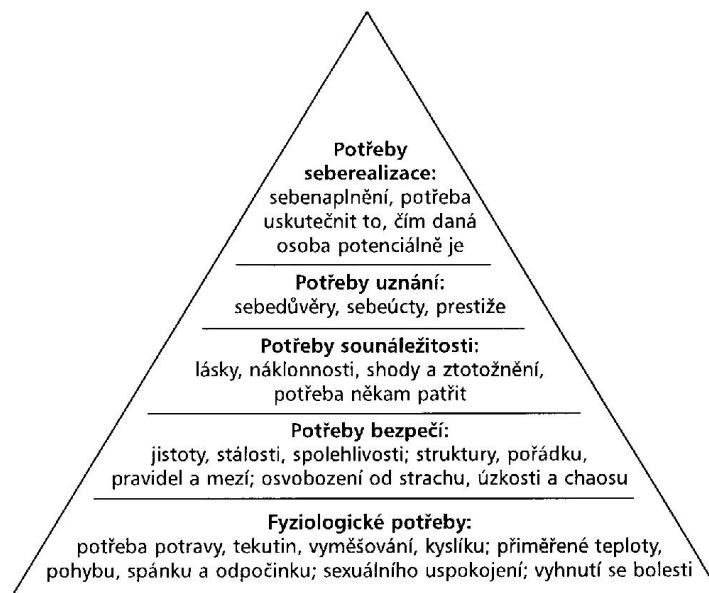 Potřeby
seberealizace:
sebenaplnění, potřeba
uskutečnit to, čím daná
osoba potenciálně je
Potřeby uznání:
sebedůvěry, sebeúcty, prestiže
Potřeby sounáležitosti:
lásky, náklonnosti, shody a ztotožnění,
potřeba někam patřit
Potřeby bezpečí:
jistoty, stálosti, spolehlivosti; struktury, pořádku,
pravidel a mezí; osvobození od strachu, úzkosti a chaosu
Fyziologické potřeby:
potřeba potravy, tekutin, vyměšování, kyslíku; přiměřené teploty,
pohybu, spánku a odpočinku; sexuálního uspokojení; vyhnutí se bolesti